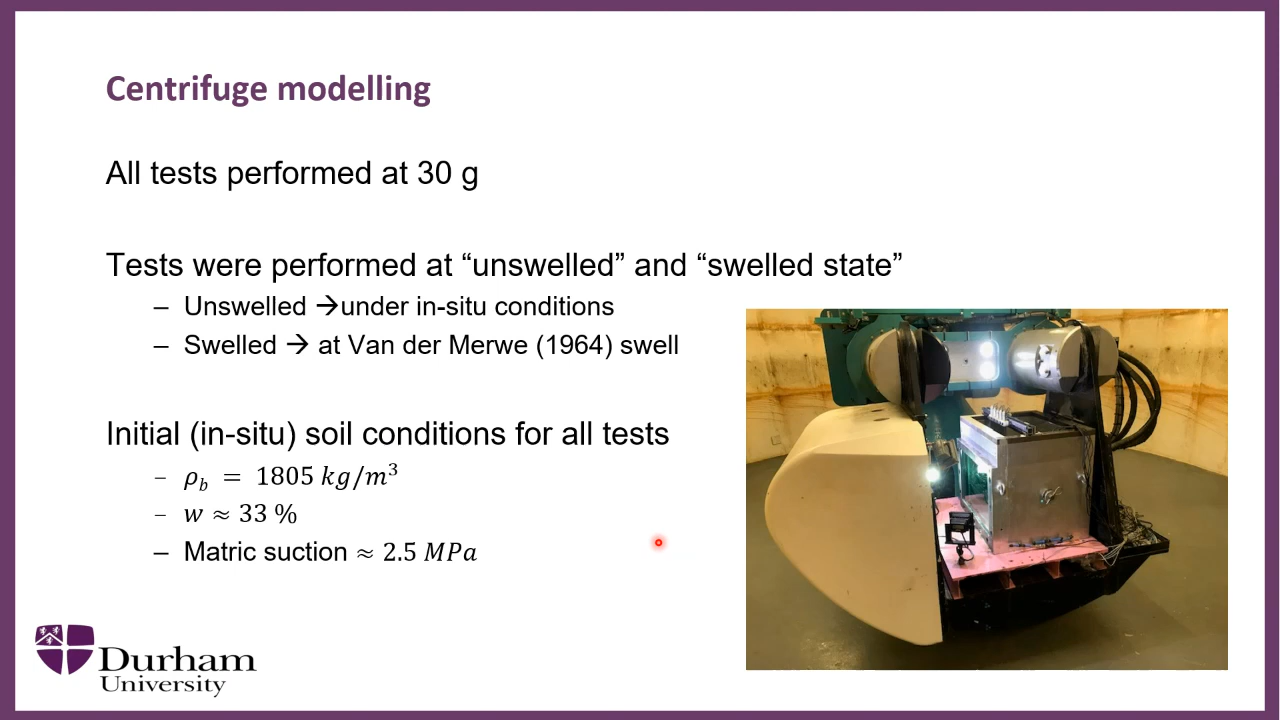 Centrifuge modelling
All tests performed at 30 g
Tests were performed at “unswelled” and “swelled state”
– Unswelled →under in-situ conditions
– Swelled → at Van der Merwe (1964) swell
Initial (in-situ) soil conditions for all tests
– ρ_b = 1805 kg/m³
– w ≈ 33 %
– Matric suction ≈ 2.5 MPa
Durham
University